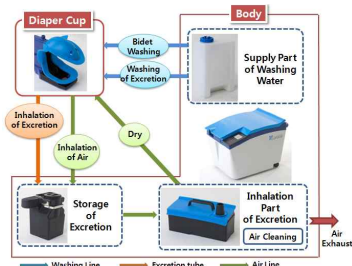 Diaper Cup
Body
Bidet
Washing
Washing
of Excretion
Supply Part
of Washing
Water
Inhalation
of Excretion
Inhalation
of Air
Dry
Storage
of
Excretion
Inhalation
Part
of Excretion
Air Cleaning
Air
Exhaust
Washing Line
Excretion tube
Air Line